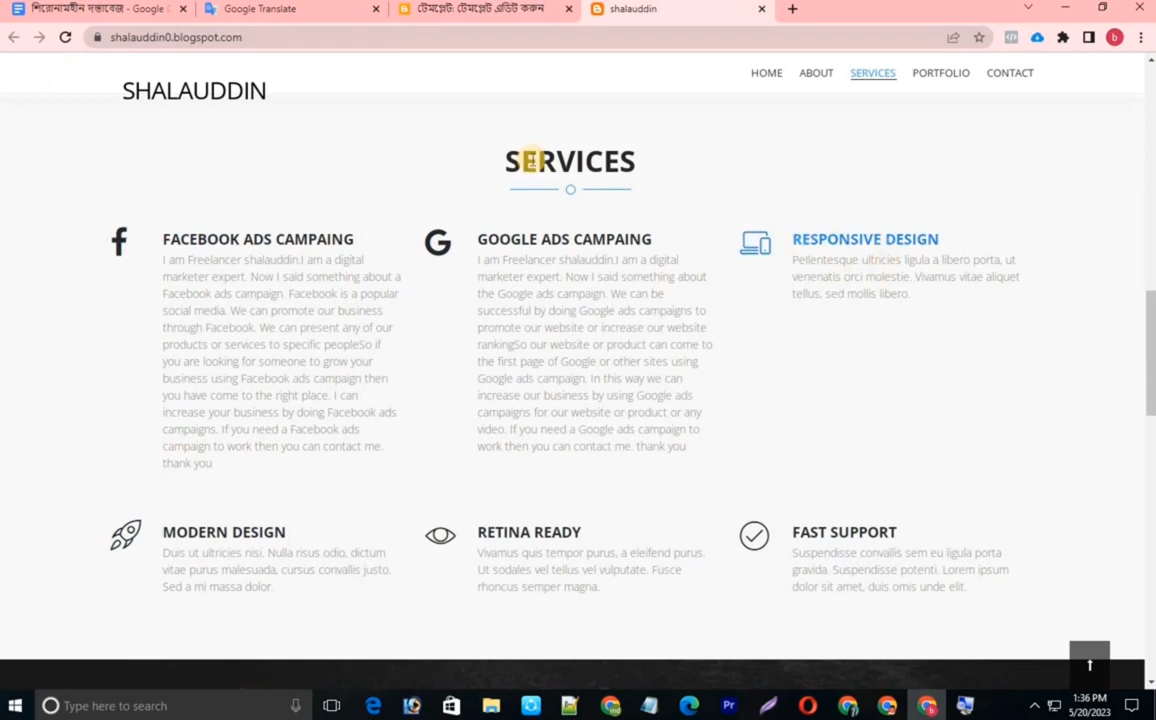 শিরোনামহীন দস্তাবেজ - Google
Google Translate
টেমপ্লেট: টেমপ্লেট এডিট করুন
shalauddin
shalauddin0.blogspot.com
b
SHALAUDDIN
HOME
ABOUT
SERVICES
PORTFOLIO
CONTACT
SERVICES
FACEBOOK ADS CAMPAING
I am Freelancer shalauddin.I am a digital
marketer expert. Now I said something about a
Facebook ads campaign. Facebook is a popular
social media. We can promote our business
through Facebook. We can present any of our
products or services to specific peopleSo if
you are looking for someone to grow your
business using Facebook ads campaign then
you have come to the right place. I can
increase your business by doing Facebook ads
campaigns. If you need a Facebook ads
campaign to work then you can contact me.
thank you
GOOGLE ADS CAMPAING
I am Freelancer shalauddin.I am a digital
marketer expert. Now I said something about
the Google ads campaign. We can be
successful by doing Google ads campaigns to
promote our website or increase our website
rankingSo our website or product can come to
the first page of Google or other sites using
Google ads campaign. In this way we can
increase our business by using Google ads
campaigns for our website or product or any
video. If you need a Google ads campaign to
work then you can contact me. thank you
RESPONSIVE DESIGN
Pellentesque ultricies ligula a libero porta, ut
venenatis orci molestie. Vivamus vitae aliquet
tellus, sed mollis libero.
MODERN DESIGN
Duis ut ultricies nisi. Nulla risus odio, dictum
vitae purus malesuada, cursus convallis justo.
Sed a mi massa dolor.
RETINA READY
Vivamus quis tempor purus, a eleifend purus.
Ut sodales vel tellus vel vulputate. Fusce
rhoncus semper magna.
FAST SUPPORT
Suspendisse convallis sem eu ligula porta
gravida. Suspendisse potenti. Lorem ipsum
dolor sit amet, duis omnis unde elit.
Type here to search
1:36 PM
5/20/2023